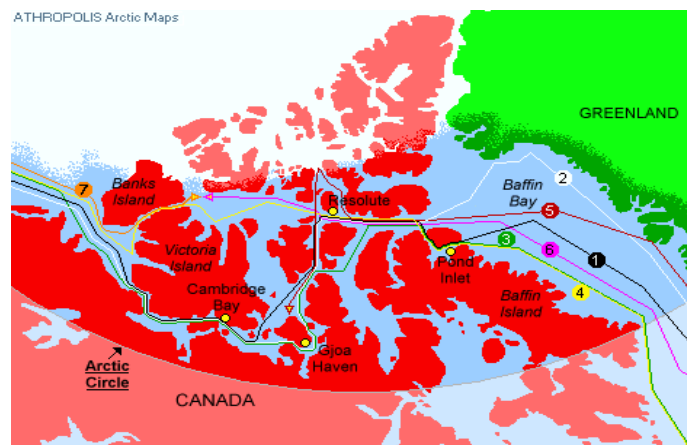 ATHROPOLIS Arctic Maps
GREENLAND
2
Baffin
Bay
7
Banks
Island
Resolute
5
3
6
1
Victoria
Island
Pond
Inlet
Cambridge
Bay
4
Baffin
Island
Gjoa
Haven
Arctic
Circle
CANADA